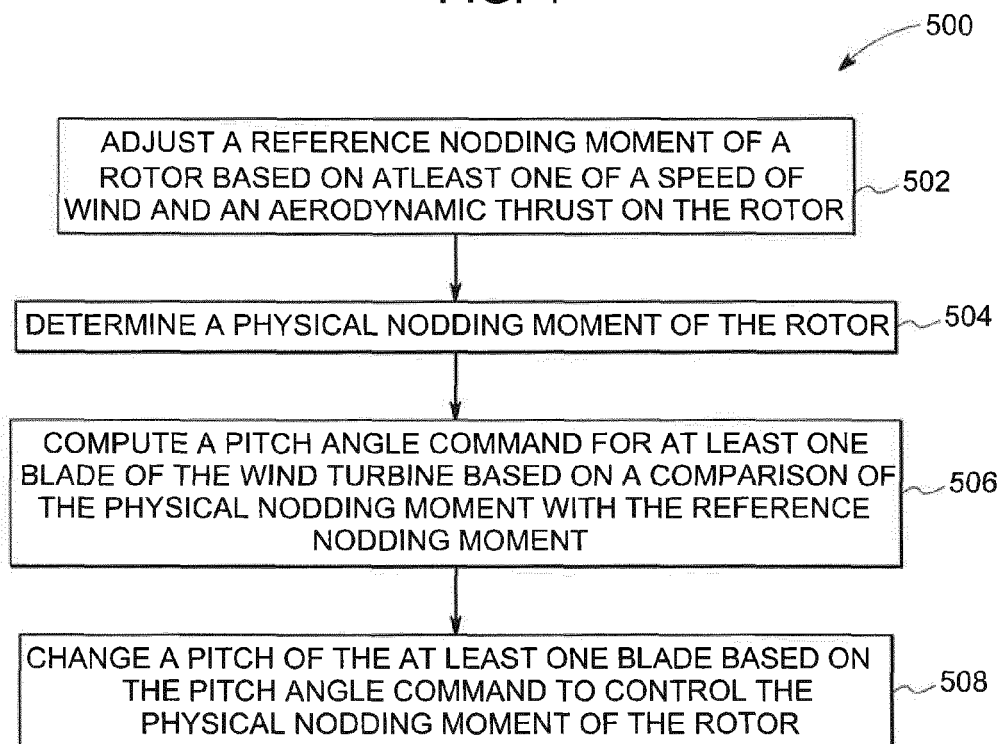 500
ADJUST A REFERENCE NODDING MOMENT OF A
ROTOR BASED ON ATLEAST ONE OF A SPEED OF
WIND AND AN AERODYNAMIC THRUST ON THE ROTOR
502
DETERMINE A PHYSICAL NODDING MOMENT OF THE ROTOR
504
COMPUTE A PITCH ANGLE COMMAND FOR AT LEAST ONE
BLADE OF THE WIND TURBINE BASED ON A COMPARISON OF
THE PHYSICAL NODDING MOMENT WITH THE REFERENCE
NODDING MOMENT
506
CHANGE A PITCH OF THE AT LEAST ONE BLADE BASED ON
THE PITCH ANGLE COMMAND TO CONTROL THE
PHYSICAL NODDING MOMENT OF THE ROTOR
508